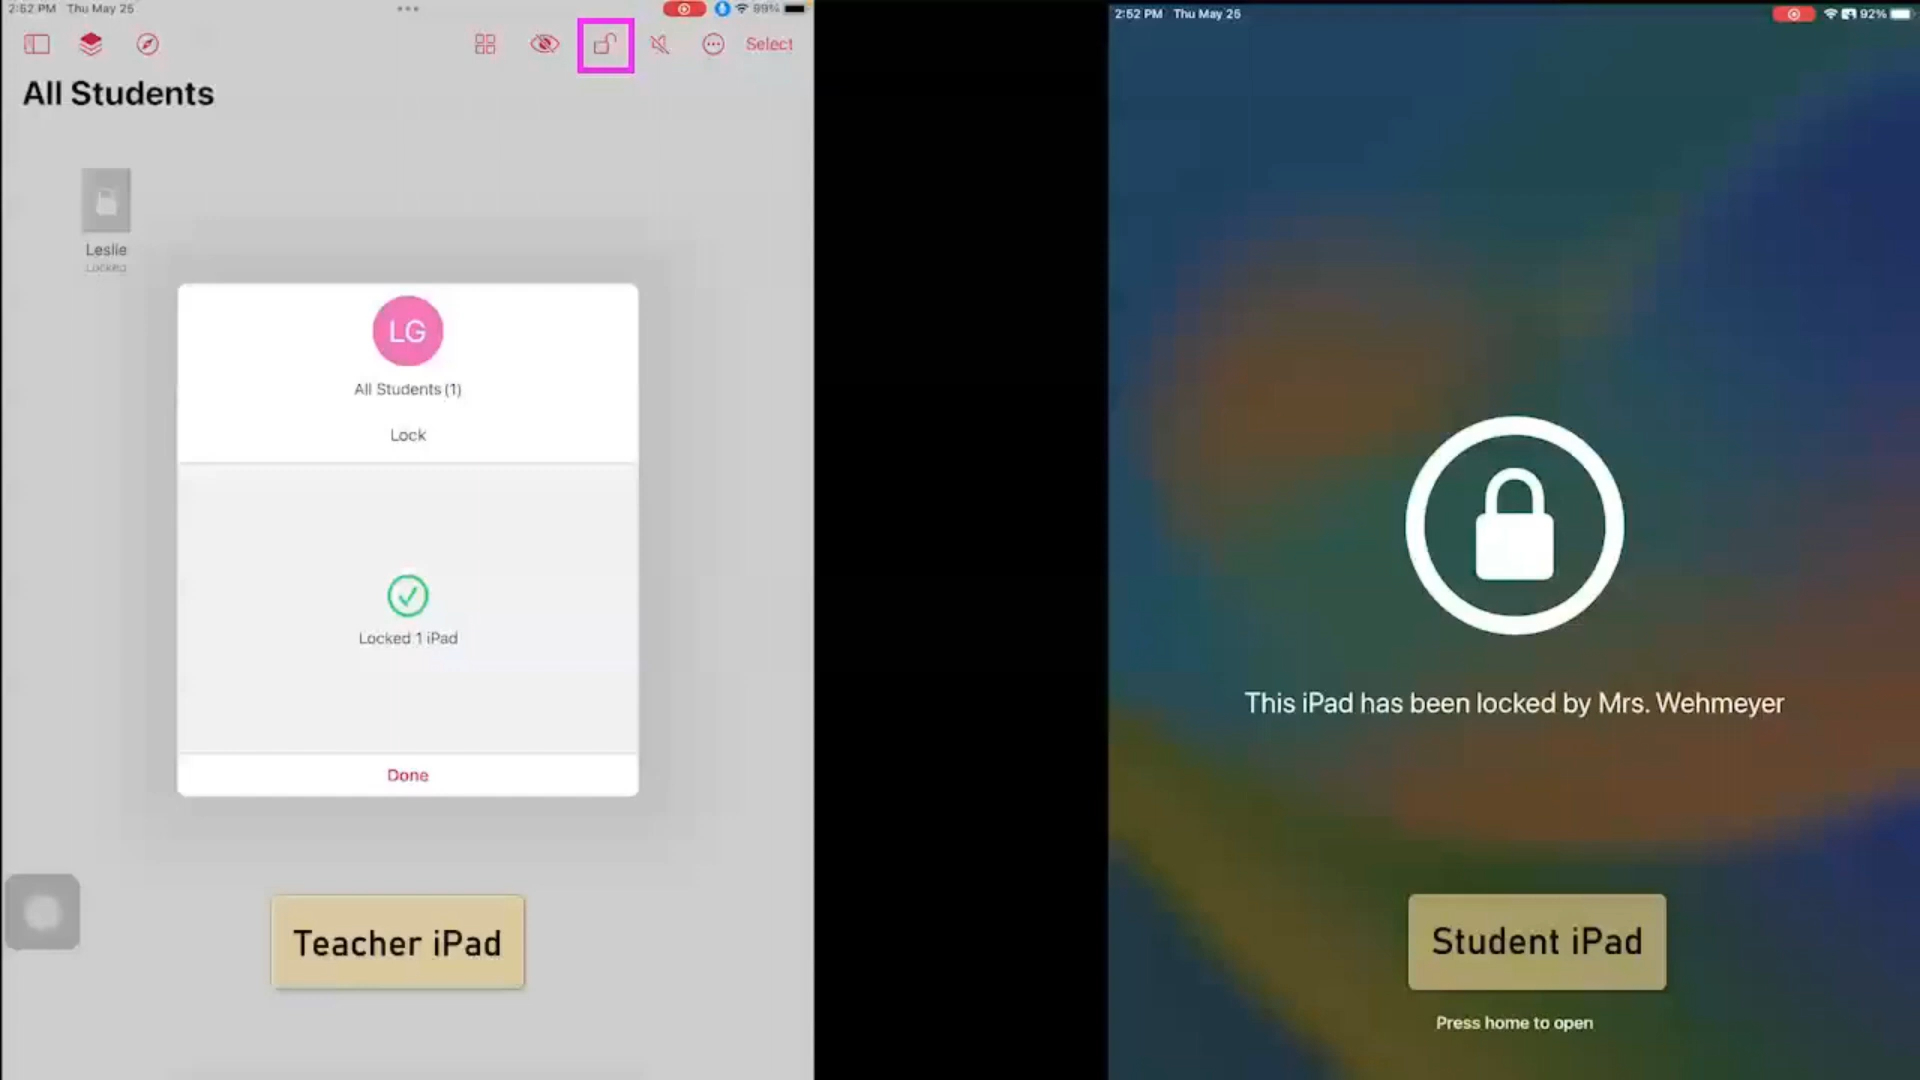 2:52 PM Thu May 25
99%
Select
All Students
Leslie
Locked
LG
All Students (1)
Lock
Locked 1 iPad
Done
Teacher iPad
2:52 PM Thu May 25
92%
This iPad has been locked by Mrs. Wehmeyer
Student iPad
Press home to open